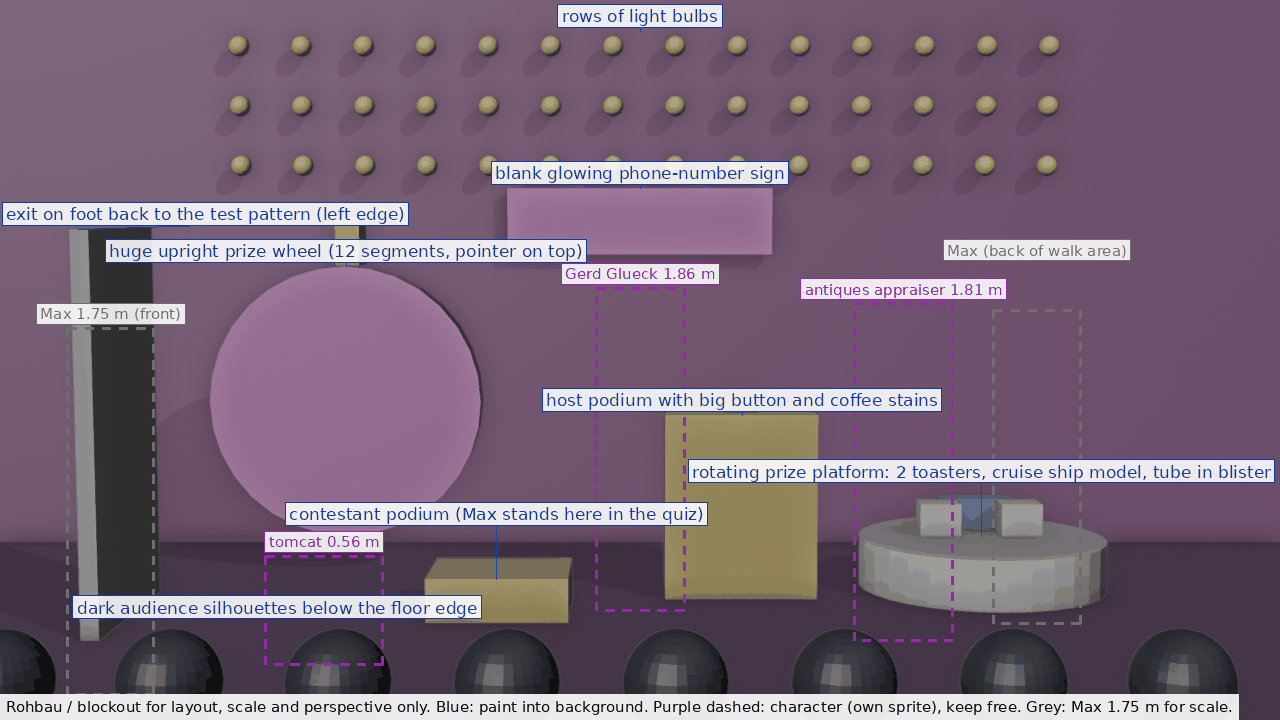 rows of light bulbs
blank glowing phone-number sign
exit on foot back to the test pattern (left edge)
huge upright prize wheel (12 segments, pointer on top)
Max (back of walk area)
Gerd Glueck 1.86 m
antiques appraiser 1.81 m
Max 1.75 m (front)
host podium with big button and coffee stains
rotating prize platform: 2 toasters, cruise ship model, tube in blister
contestant podium (Max stands here in the quiz)
tomcat 0.56 m
dark audience silhouettes below the floor edge
Rohbau / blockout for layout, scale and perspective only. Blue: paint into background. Purple dashed: character (own sprite), keep free. Grey: Max 1.75 m for scale.